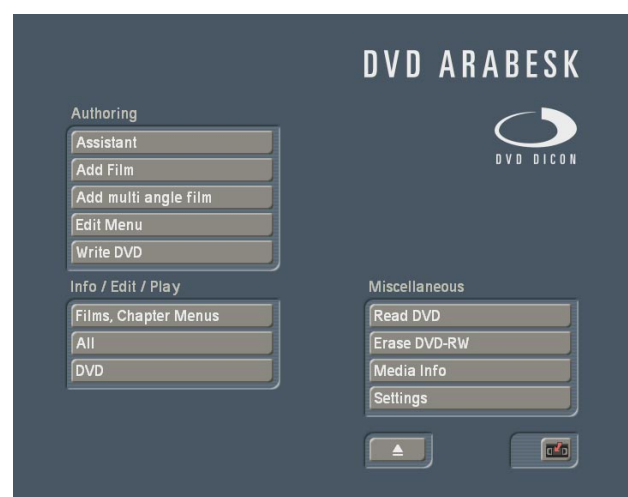 DVD ARABESK
DVD DICON
Authoring
Assistant
Add Film
Add multi angle film
Edit Menu
Write DVD
Info / Edit / Play
Films, Chapter Menus
All
DVD
Miscellaneous
Read DVD
Erase DVD-RW
Media Info
Settings